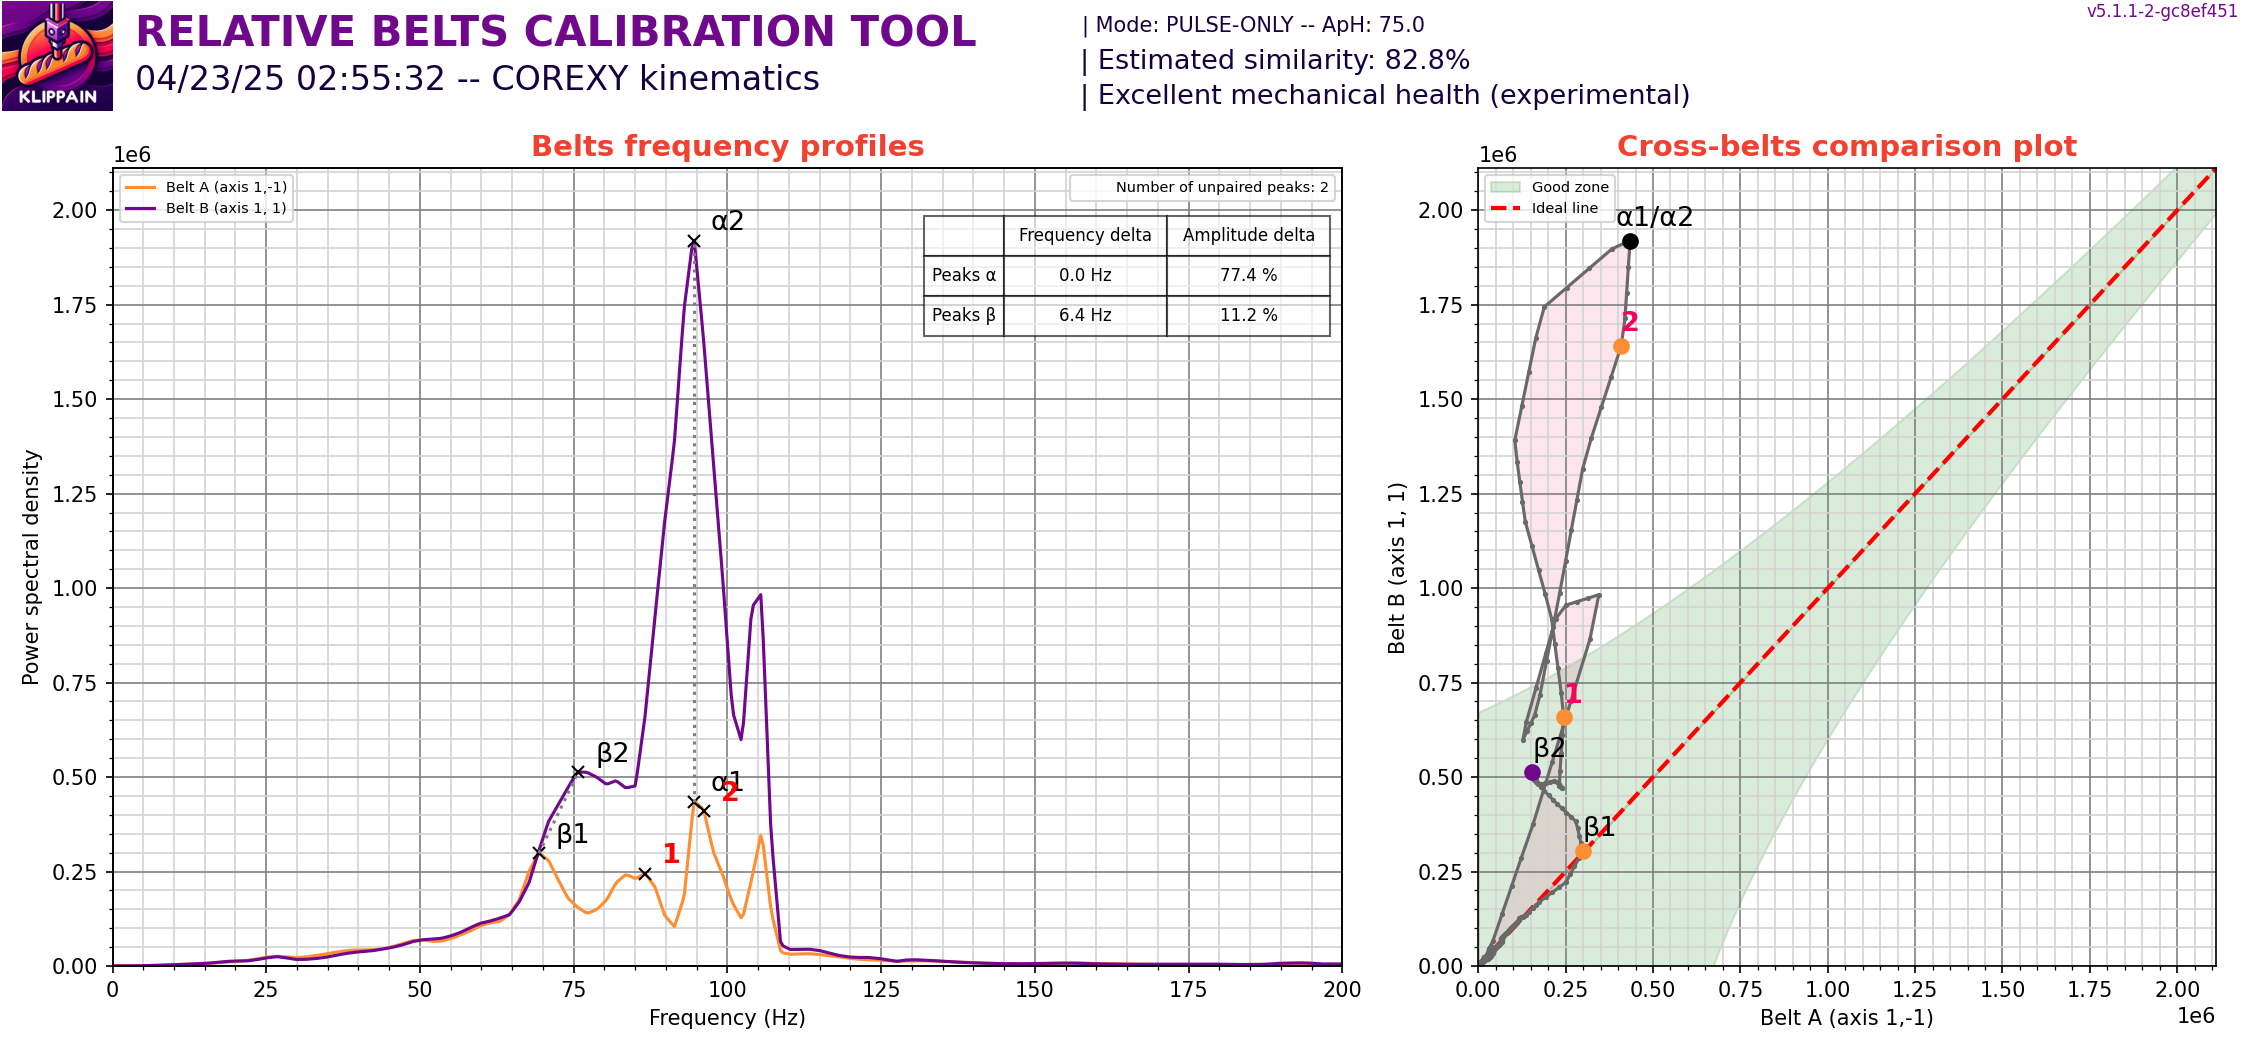 KLIPPAIN
RELATIVE BELTS CALIBRATION TOOL
04/23/25 02:55:32 -- COREXY kinematics
| Mode: PULSE-ONLY -- ApH: 75.0
| Estimated similarity: 82.8%
| Excellent mechanical health (experimental)
v5.1.1-2-gc8ef451
Belts frequency profiles
1e6
Belt A (axis 1,-1)
Belt B (axis 1, 1)
Number of unpaired peaks: 2
Frequency delta Amplitude delta
Peaks α 0.0 Hz 77.4 %
Peaks β 6.4 Hz 11.2 %
α2
β2
α1
2
β1
1
2.00
1.75
1.50
1.25
1.00
0.75
0.50
0.25
0.00
Power spectral density
0 25 50 75 100 125 150 175 200
Frequency (Hz)
Cross-belts comparison plot
1e6
Good zone
Ideal line
α1/α2
2
1
β2
β1
2.00
1.75
1.50
1.25
1.00
0.75
0.50
0.25
0.00
Belt B (axis 1, 1)
0.00 0.25 0.50 0.75 1.00 1.25 1.50 1.75 2.00
Belt A (axis 1,-1)
1e6